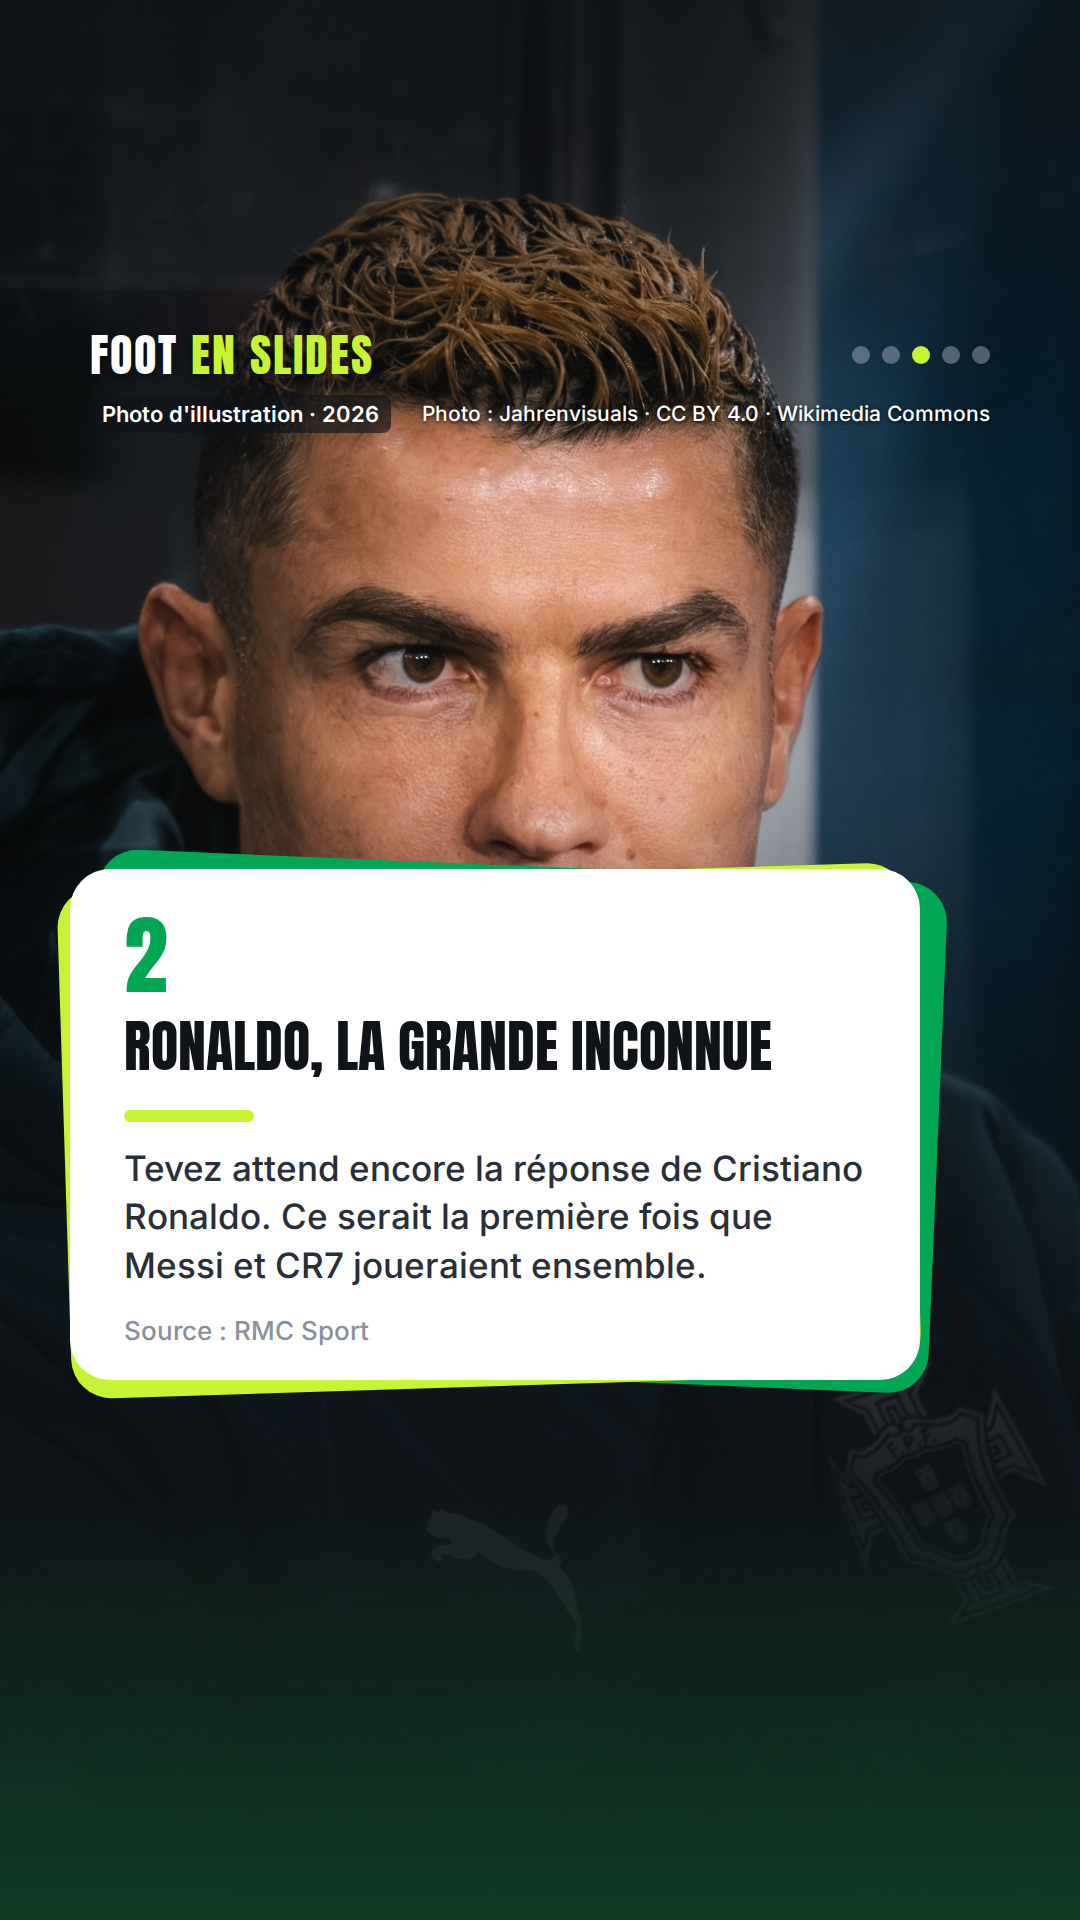 FOOT EN SLIDES
Photo d'illustration · 2026
Photo : Jahrenvisuals · CC BY 4.0 · Wikimedia Commons
2
RONALDO, LA GRANDE INCONNUE
Tevez attend encore la réponse de Cristiano
Ronaldo. Ce serait la première fois que
Messi et CR7 joueraient ensemble.
Source : RMC Sport
F.P.F.